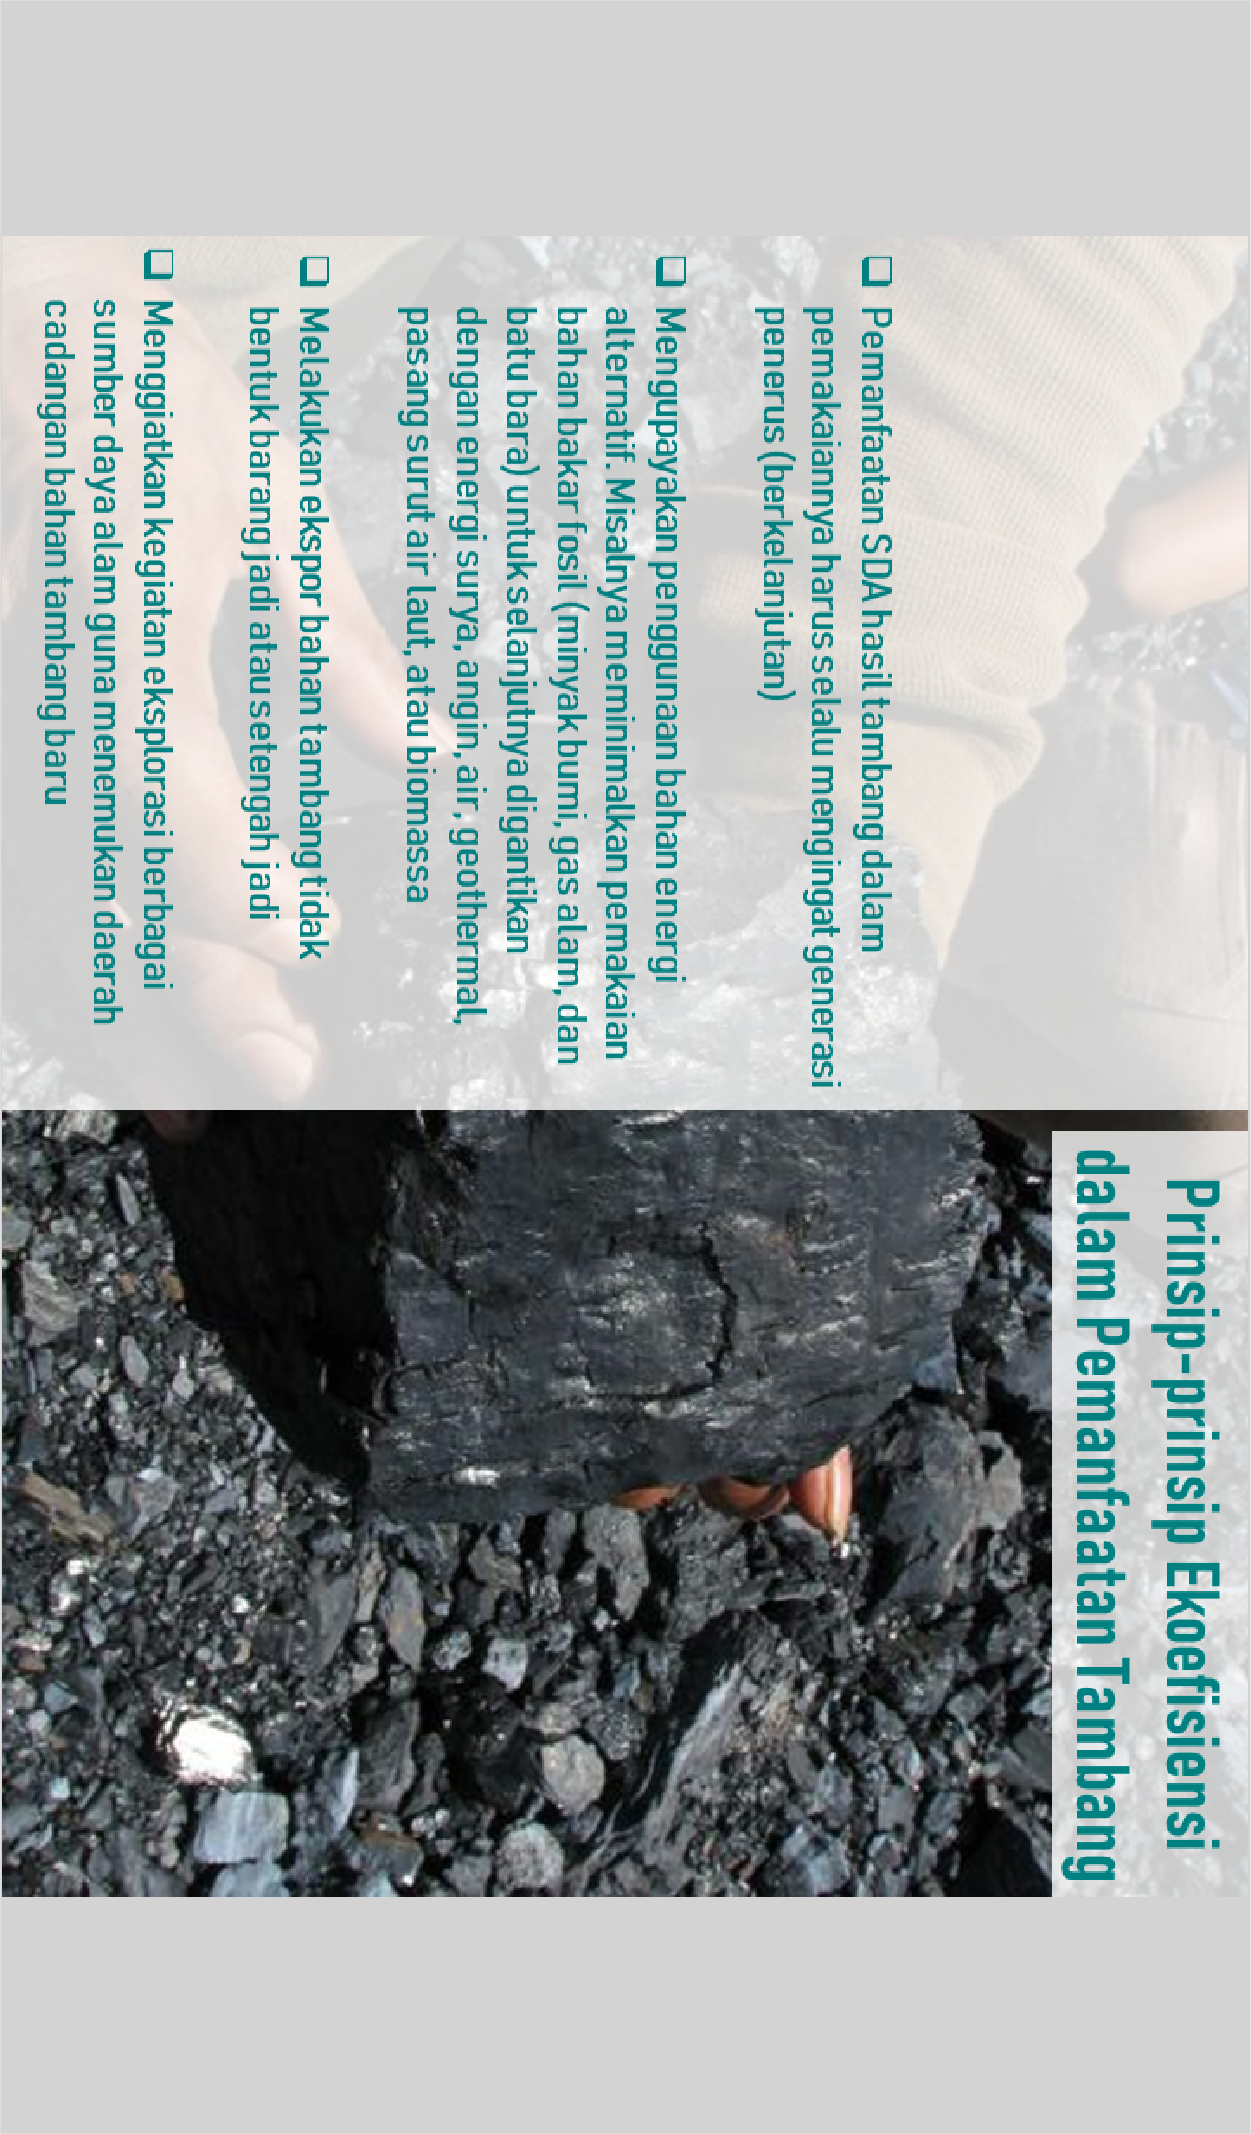 Prinsip-prinsip Ekoefisiensi
dalam Pemanfaatan Tambang
❑ Pemanfaatan SDA hasil tambang dalam
pemakaiannya harus selalu mengingat generasi
penerus (berkelanjutan)
❑ Mengupayakan penggunaan bahan energi
alternatif. Misalnya meminimalkan pemakaian
bahan bakar fosil (minyak bumi, gas alam, dan
batu bara) untuk selanjutnya digantikan
dengan energi surya, angin, air, geothermal,
pasang surut air laut, atau biomassa
❑ Melakukan ekspor bahan tambang tidak
bentuk barang jadi atau setengah jadi
❑ Menggiatkan kegiatan eksplorasi berbagai
sumber daya alam guna menemukan daerah
cadangan bahan tambang baru